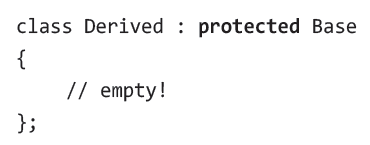 class Derived : protected Base
{
    // empty!
};